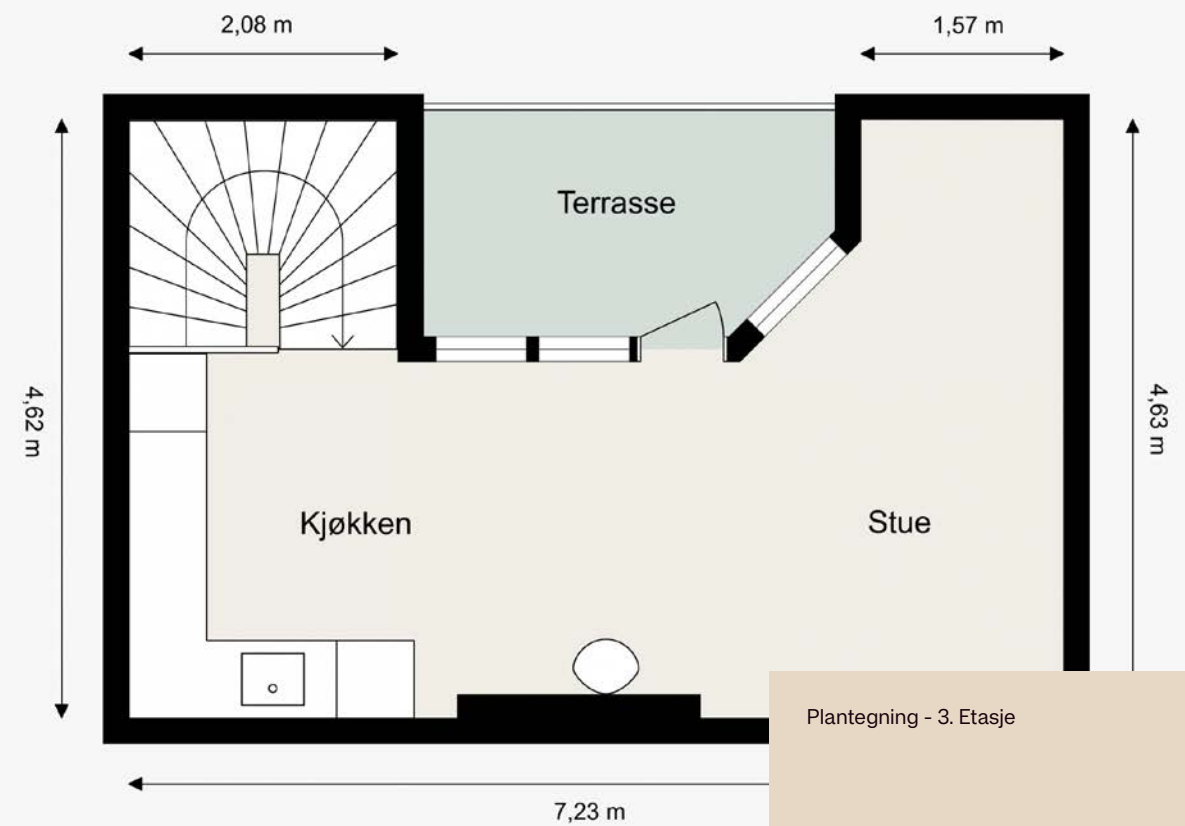 2,08 m
1,57 m
Terrasse
4,62 m
4,63 m
Kjøkken
Stue
Plantegning - 3. Etasje
7,23 m